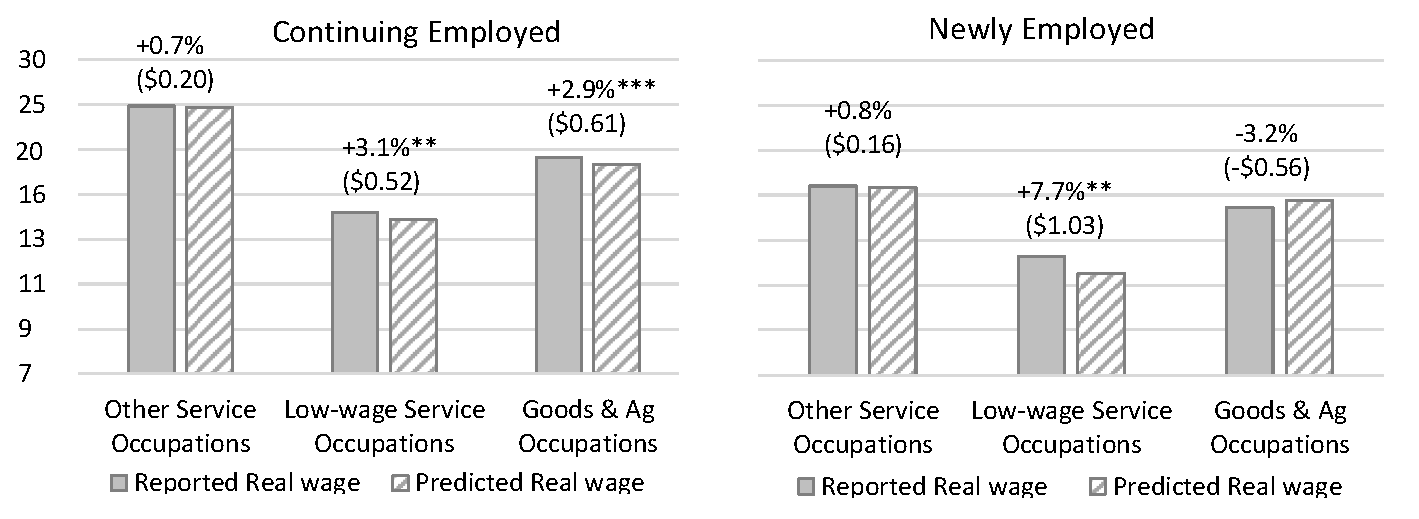 Continuing Employed
30
25
20
16
13
11
9
7
+0.7%
($0.20)
+3.1%**
($0.52)
+2.9%***
($0.61)
Other Service
Occupations
Low-wage Service
Occupations
Goods & Ag
Occupations
Reported Real wage
Predicted Real wage
Newly Employed
+0.8%
($0.16)
+7.7%**
($1.03)
-3.2%
(-$0.56)
Other Service
Occupations
Low-wage Service
Occupations
Goods & Ag
Occupations
Reported Real wage
Predicted Real wage